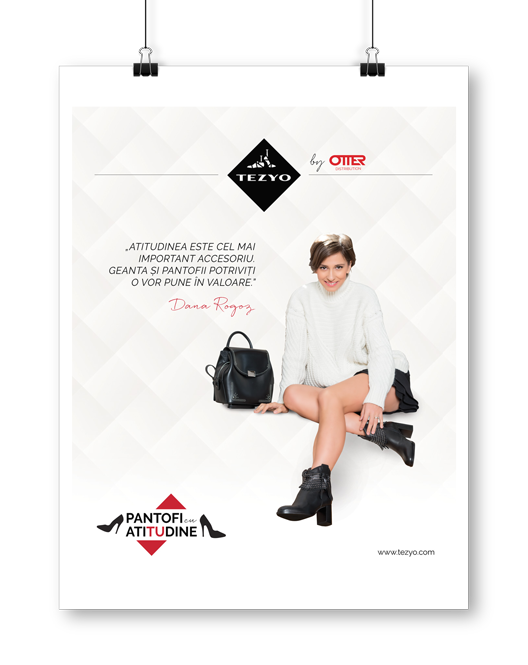 TEZYO
by OTTER
DISTRIBUTION
„ATITUDINEA ESTE CEL MAI
IMPORTANT ACCESORIU.
GEANTA ȘI PANTOFII POTRIVIȚI
O VOR PUNE ÎN VALOARE.”
Dana Rogoz
PANTOFI cu
ATITUDINE
www.tezyo.com